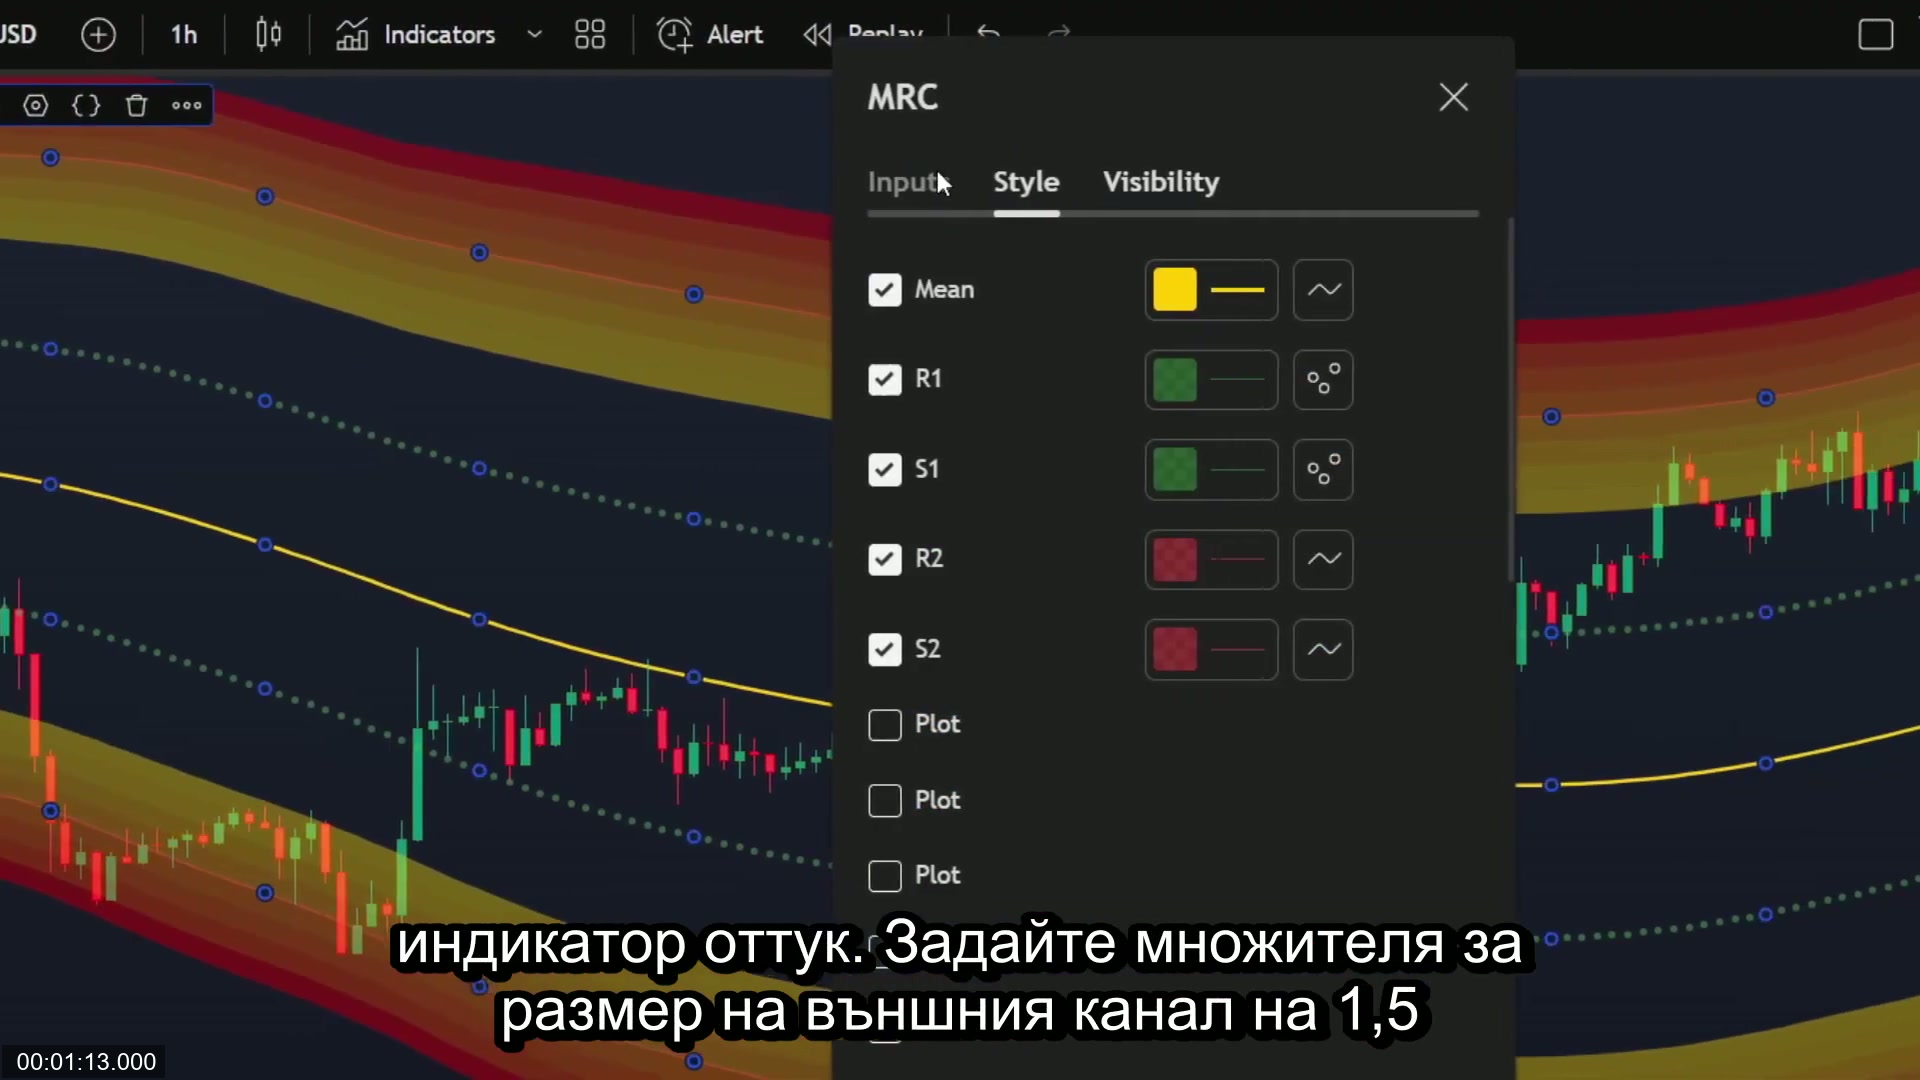 USD 1h Indicators Alert Replay
MRC
Inputs Style Visibility
Mean
R1
S1
R2
S2
Plot
Plot
Plot
индикатор оттук. Задайте множителя за
размер на външния канал на 1,5
00:01:13.000